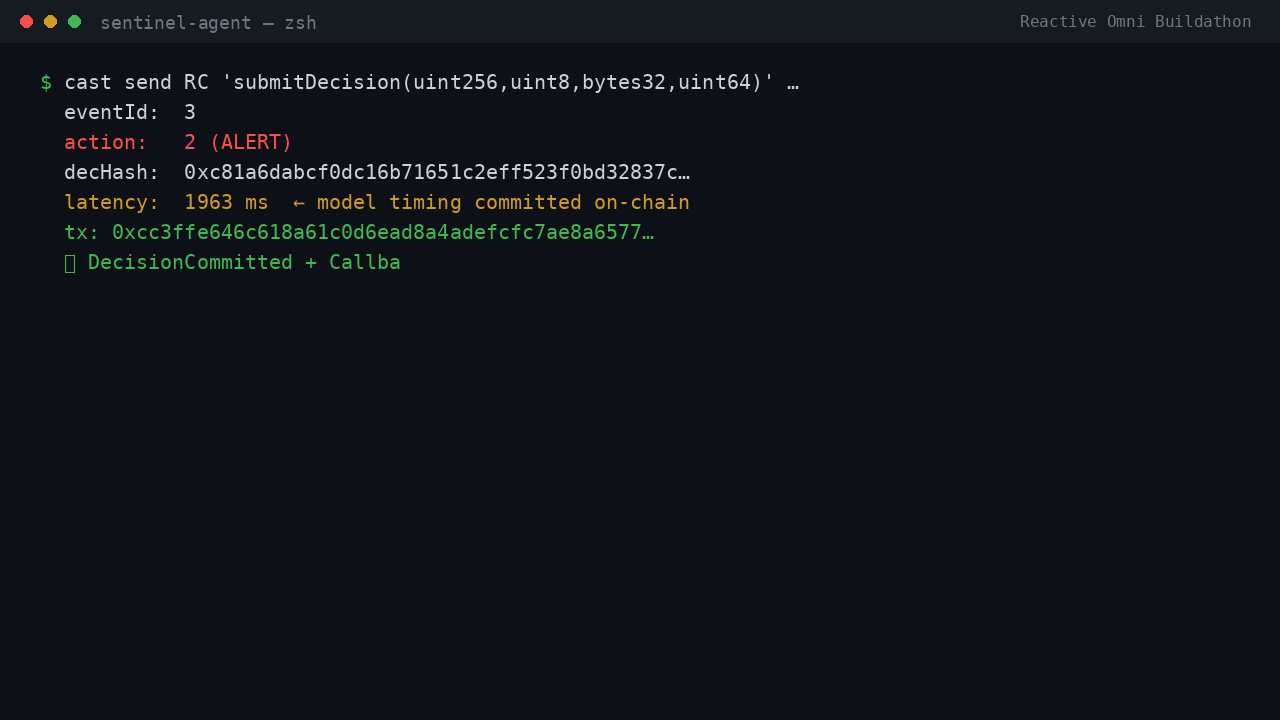 sentinel-agent — zsh
Reactive Omni Buildathon
$ cast send RC 'submitDecision(uint256,uint8,bytes32,uint64)' …
eventId: 3
action: 2 (ALERT)
decHash: 0xc81a6dabcf0dc16b71651c2eff523f0bd32837c…
latency: 1963 ms ← model timing committed on-chain
tx: 0xcc3ffe646c618a61c0d6ead8a4adefcfc7ae8a6577…
▯ DecisionCommitted + Callba